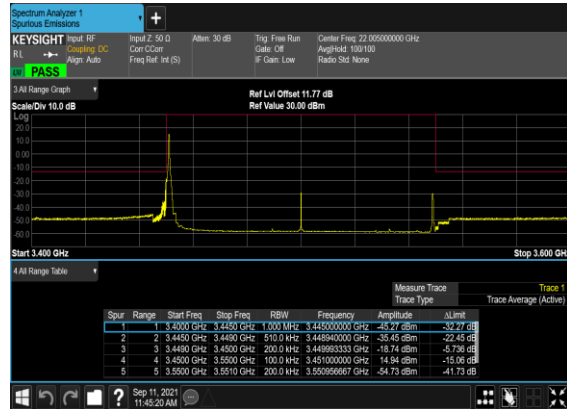 Spectrum Analyzer 1
Spurious Emissions
+
KEYSIGHT Input: RF Input Z: 50 Ω Atten: 30 dB Trig: Free Run Center Freq: 22.005000000 GHz
RL Coupling: DC Corr CCorr Gate: Off Avg|Hold: 100/100
Align: Auto Freq Ref: Int (S) IF Gain: Low Radio Std: None
PASS
3 All Range Graph
Ref Lvl Offset 11.77 dB
Scale/Div 10.0 dB Ref Value 30.00 dBm
Log
20.0
10.0
0.00
-10.0
-20.0
-30.0
-40.0
-50.0
-60.0
Start 3.400 GHz Stop 3.600 GHz
4 All Range Table
Measure Trace Trace 1
Trace Type Trace Average (Active)
Spur Range Start Freq Stop Freq RBW Frequency Amplitude ΔLimit
1 1 3.4000 GHz 3.4450 GHz 1.000 MHz 3.445000000 GHz -45.27 dBm -32.27 dB
2 2 3.4450 GHz 3.4490 GHz 510.0 kHz 3.448940000 GHz -35.45 dBm -22.45 dB
3 3 3.4490 GHz 3.4500 GHz 200.0 kHz 3.449993333 GHz -18.74 dBm -5.736 dB
4 4 3.4500 GHz 3.5500 GHz 100.0 kHz 3.451000000 GHz 14.94 dBm -15.06 dB
5 5 3.5500 GHz 3.5510 GHz 200.0 kHz 3.550956667 GHz -54.73 dBm -41.73 dB
? Sep 11, 2021
11:45:20 AM